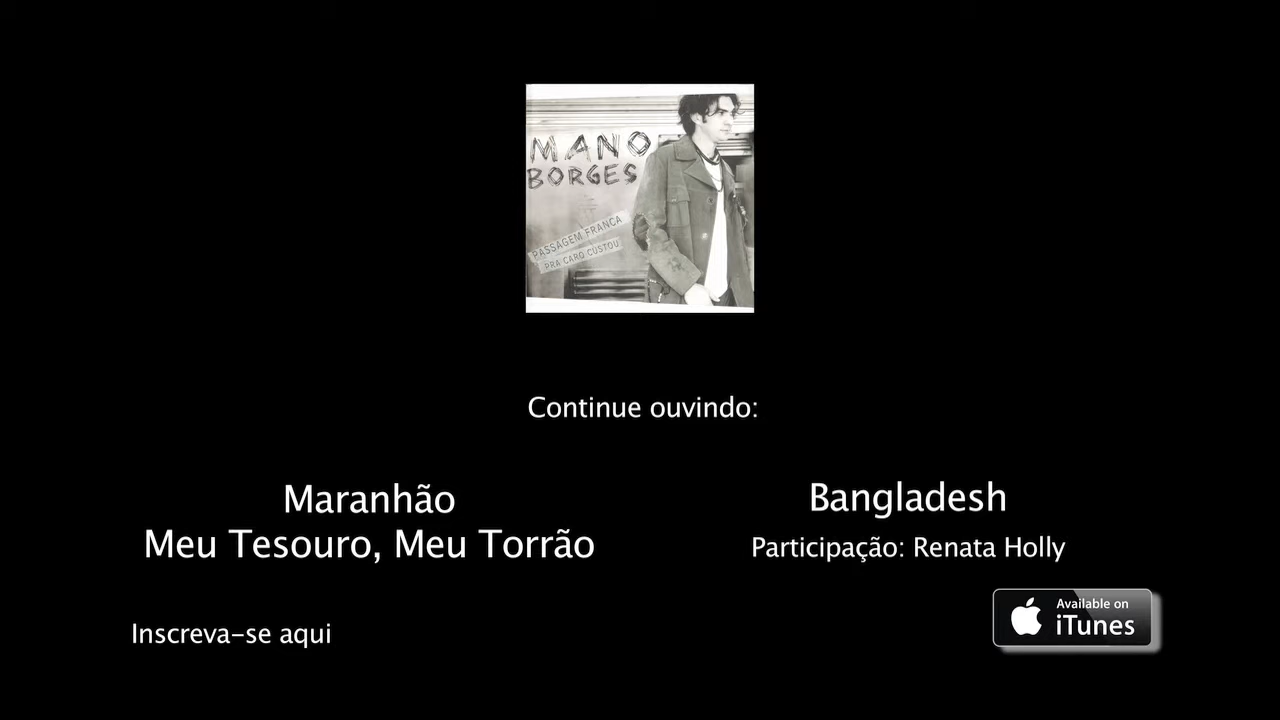 MANO
BORGES
PASSAGEM FRANCA
PRA CARO CUSTOU
Continue ouvindo:
Maranhão
Meu Tesouro, Meu Torrão
Bangladesh
Participação: Renata Holly
Inscreva-se aqui
Available on
iTunes